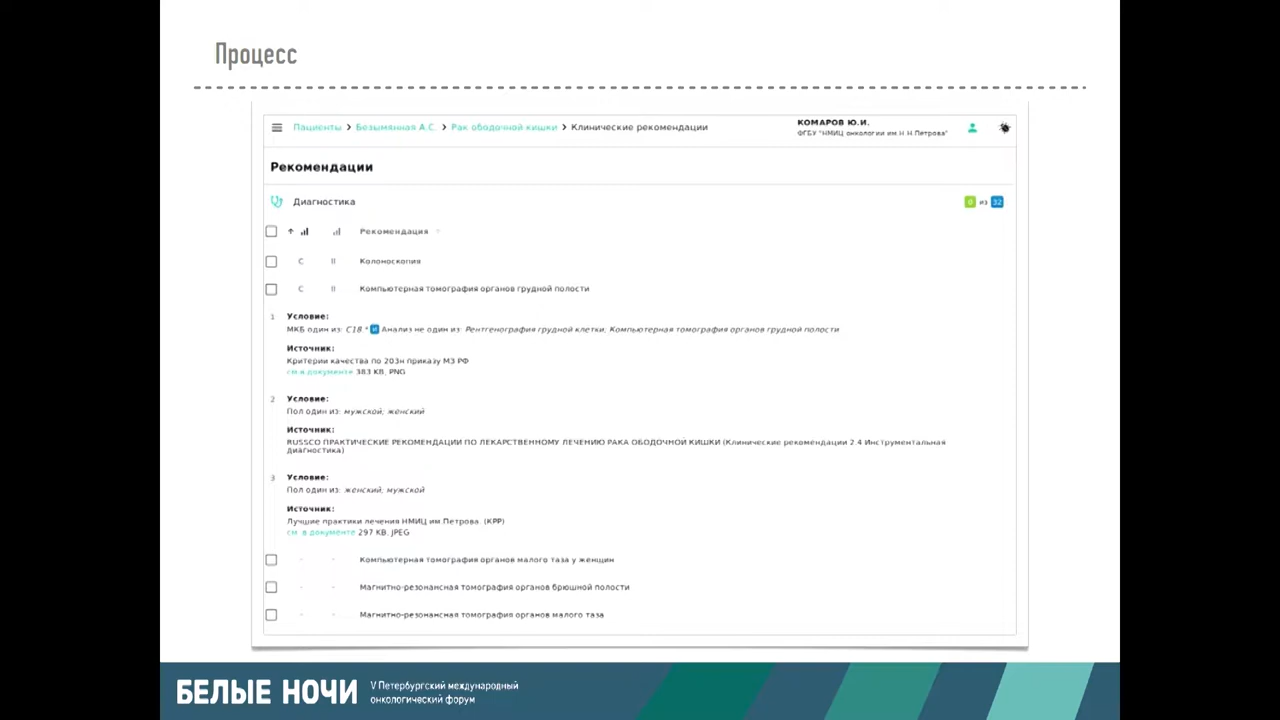 Процесс
Пациенты > Безымянная А.С. > Рак ободочной кишки > Клинические рекомендации
КОМАРОВ Ю.И.
ФГБУ "НМИЦ онкологии им.Н.Н.Петрова"
Рекомендации
Диагностика
0 из 32
Рекомендация
C II Колоноскопия
C II Компьютерная томография органов грудной полости
1 Условие:
МКБ один из: C18.* И Анализ не один из: Рентгенография грудной клетки, Компьютерная томография органов грудной полости
Источник:
Критерии качества по 203н приказу МЗ РФ
см.в документе 383 KB, PNG
2 Условие:
Пол один из: мужской; женский
Источник:
RUSSCO ПРАКТИЧЕСКИЕ РЕКОМЕНДАЦИИ ПО ЛЕКАРСТВЕННОМУ ЛЕЧЕНИЮ РАКА ОБОДОЧНОЙ КИШКИ (Клинические рекомендации 2.4 Инструментальная
диагностика)
3 Условие:
Пол один из: женский; мужской
Источник:
Лучшие практики лечения НМИЦ им.Петрова. (КРР)
см. в документе 297 KB, JPEG
- - Компьютерная томография органов малого таза у женщин
- - Магнитно-резонансная томография органов брюшной полости
- - Магнитно-резонансная томография органов малого таза
БЕЛЫЕ НОЧИ
V Петербургский международный
онкологический форум